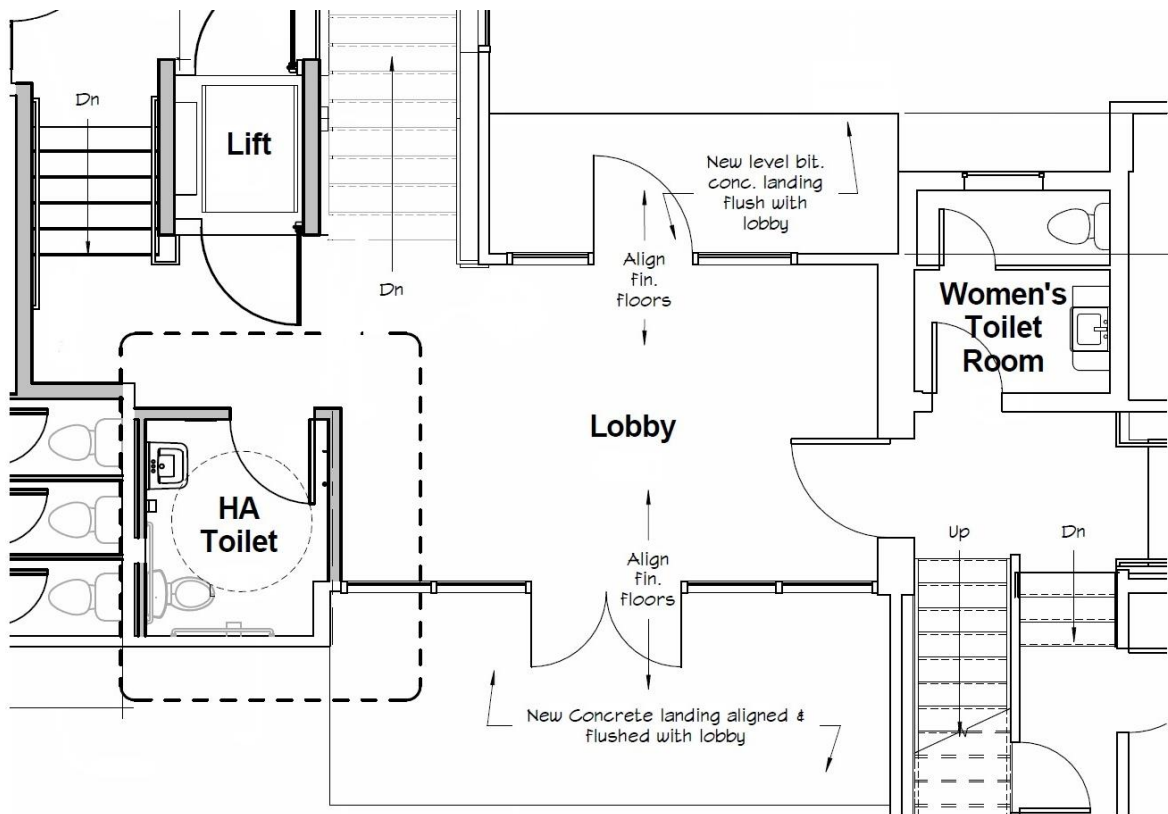 Dn
Lift
New level bit.
conc. landing
flush with
lobby
Align
fin.
floors
Dn
Women's
Toilet
Room
Lobby
HA
Toilet
Align
fin.
floors
Up
Dn
New Concrete landing aligned &
flushed with lobby